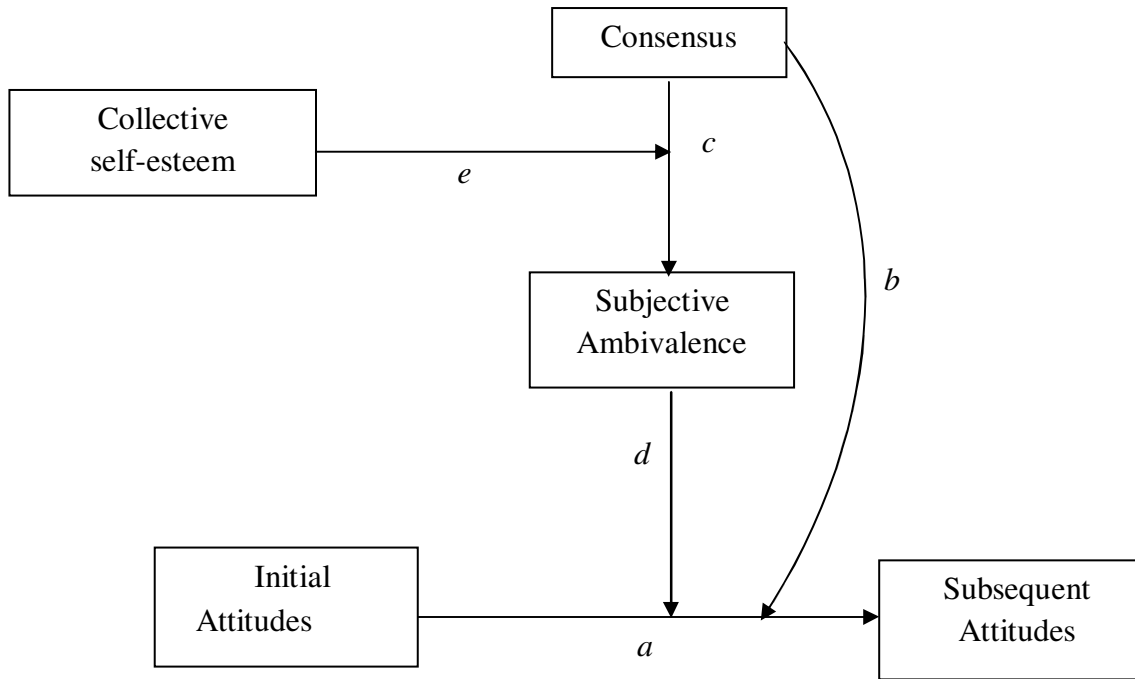 Consensus
Collective
self-esteem
c
e
Subjective
Ambivalence
b
d
Initial
Attitudes
a
Subsequent
Attitudes